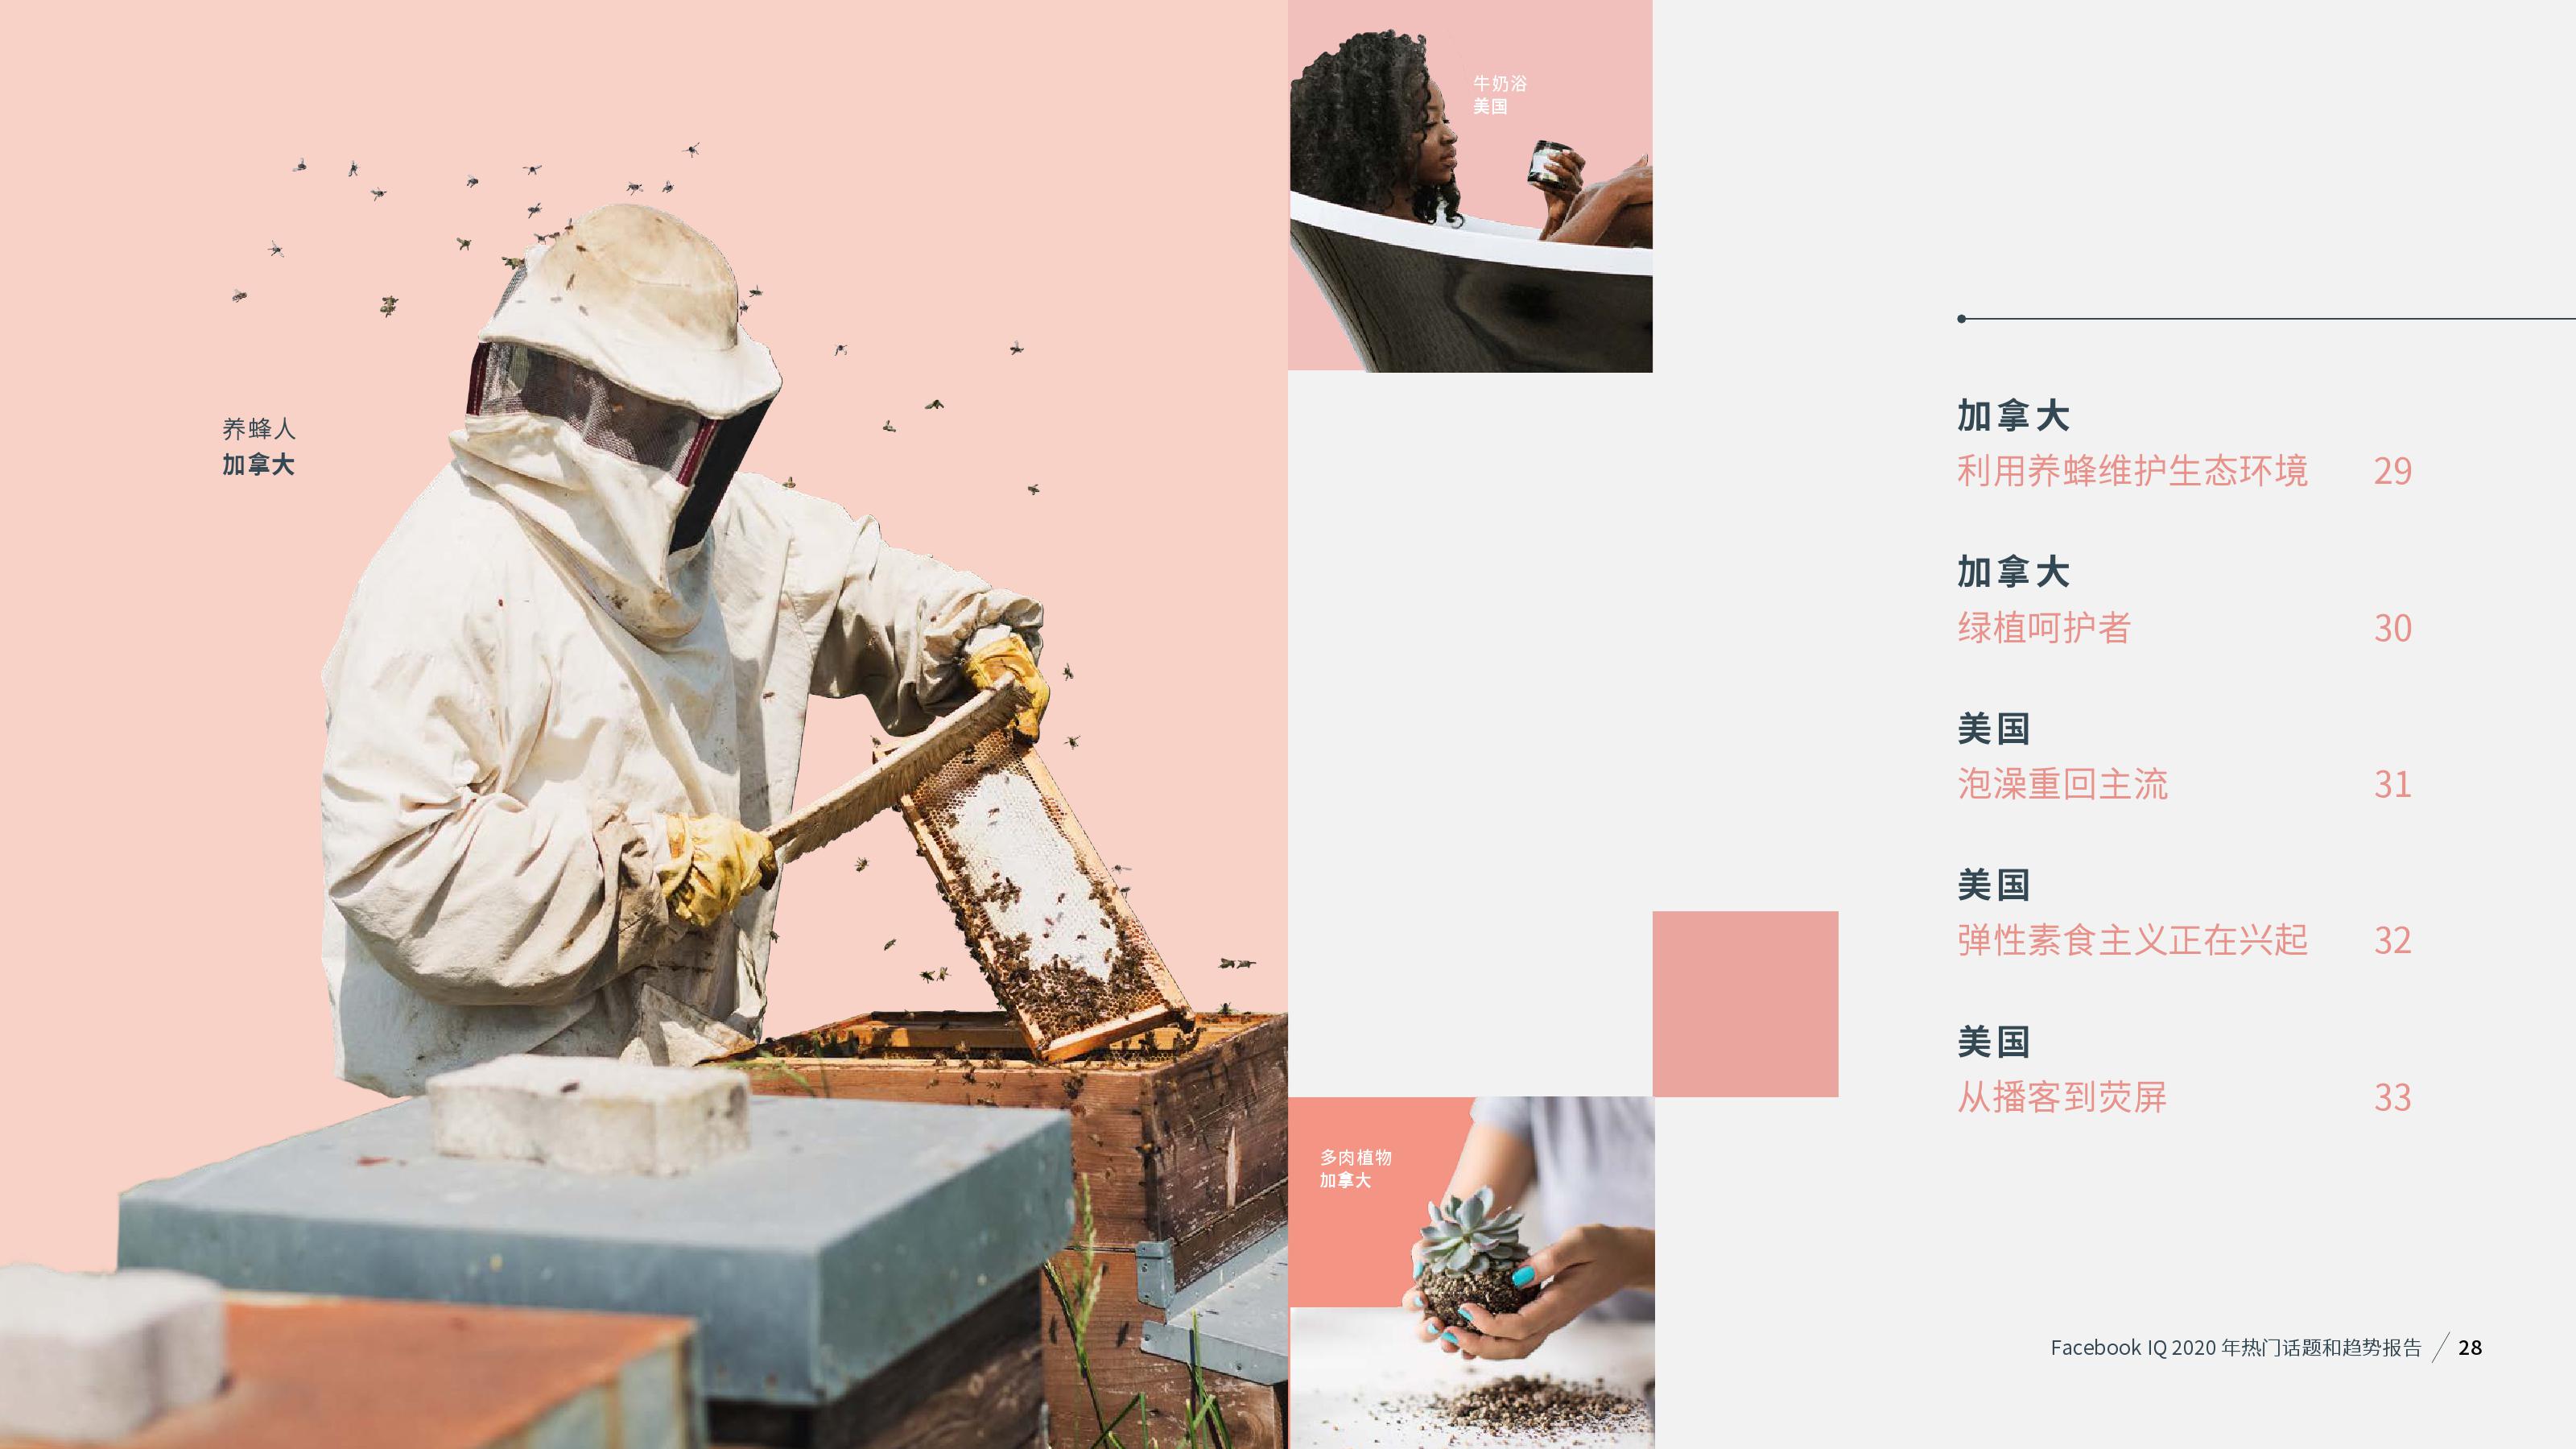 养蜂人
加拿大
牛奶浴
美国
多肉植物
加拿大
加拿大
利用养蜂维护生态环境 29
加拿大
绿植呵护者 30
美国
泡澡重回主流 31
美国
弹性素食主义正在兴起 32
美国
从播客到荧屏 33
Facebook IQ 2020 年热门话题和趋势报告 / 28